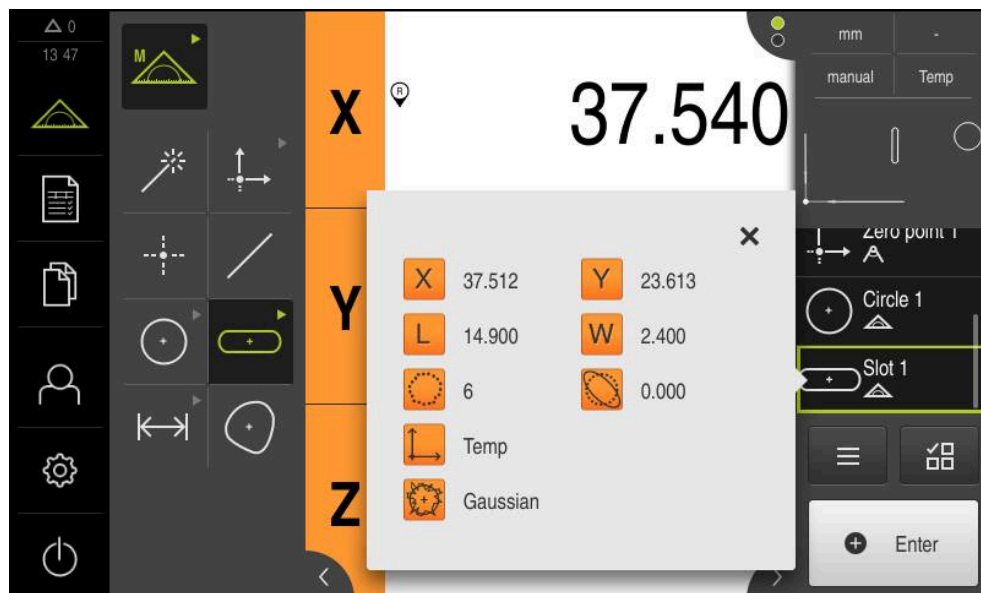 0
13 47
M
X
R
37.540
mm
-
manual
Temp
Zero point 1
Circle 1
Slot 1
Y
Z
X 37.512 Y 23.613
L 14.900 W 2.400
6 0.000
Temp
Gaussian
Enter